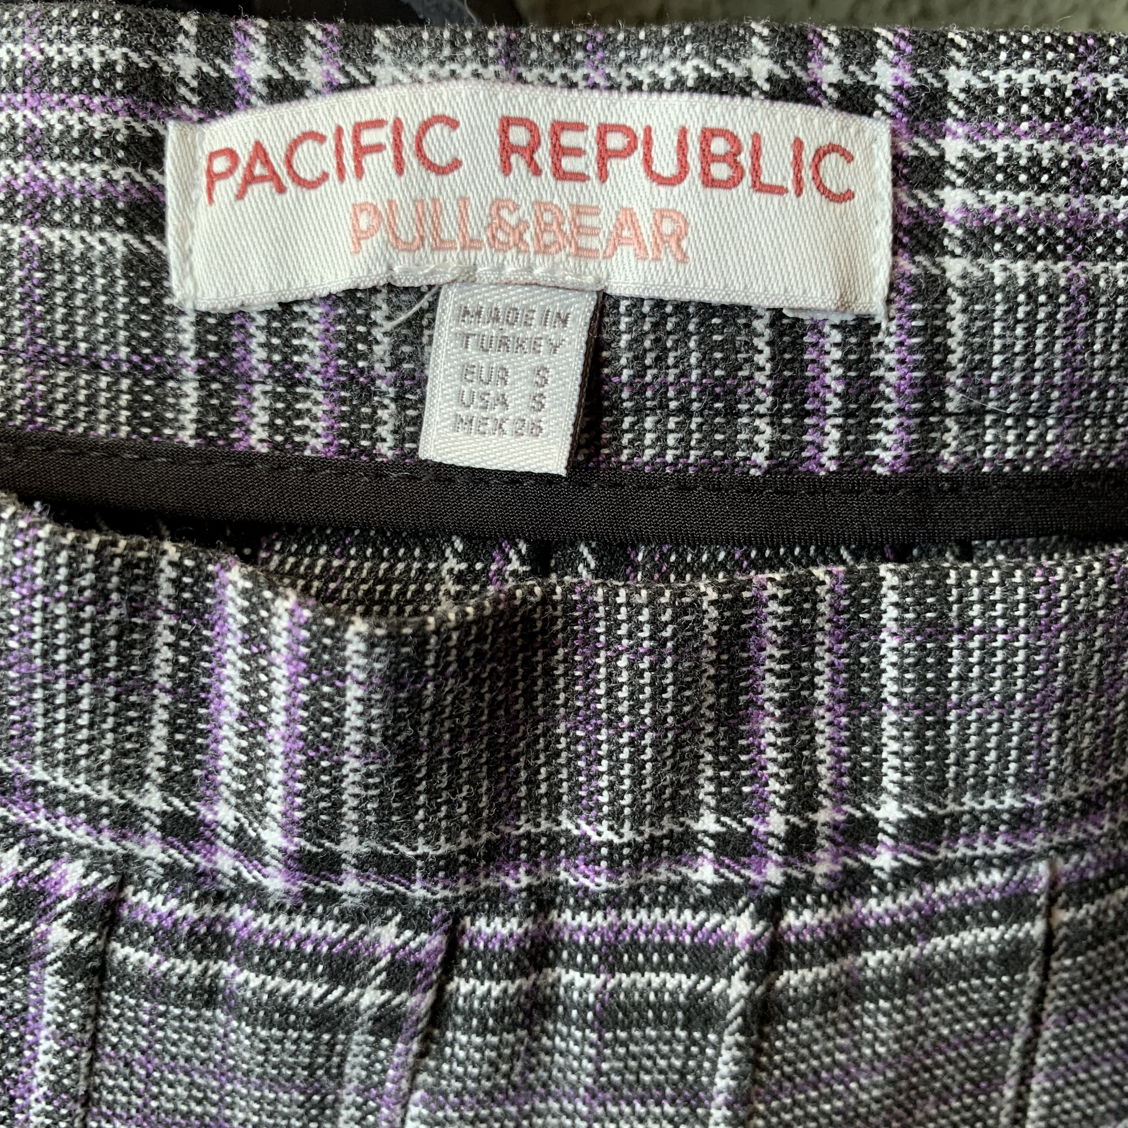 PACIFIC REPUBLIC
PULL&BEAR
MADE IN
TURKEY
EUR S
USA S
MEX 26